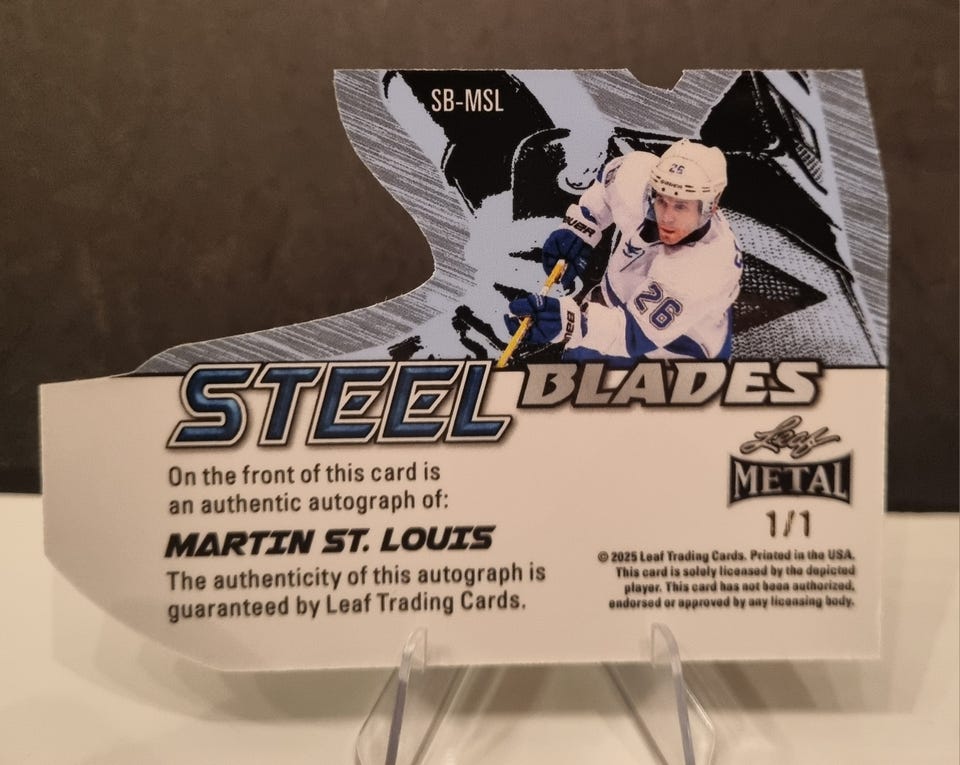 SB-MSL
26
BAUER
26
BAUER
STEEL BLADES
On the front of this card is
an authentic autograph of:
MARTIN ST. LOUIS
The authenticity of this autograph is
guaranteed by Leaf Trading Cards.
Leaf
METAL
1/1
© 2025 Leaf Trading Cards. Printed in the USA.
This card is solely licensed by the depicted
player. This card has not been authorized,
endorsed or approved by any licensing body.